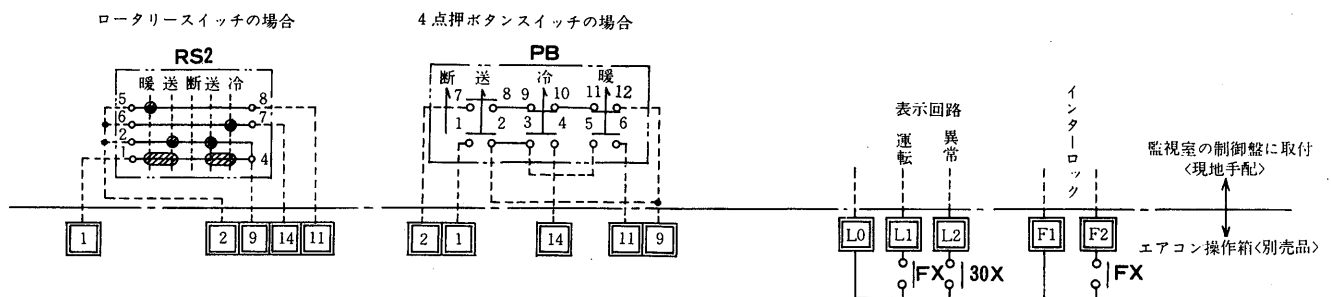 ロータリースイッチの場合
RS2
暖 送 断 送 冷
5 8
6 7
2
1 4
1 2 9 14 11
4点押ボタンスイッチの場合
PB
断 送 冷 暖
7 8 9 10 11 12
1 2 3 4 5 6
2 1 14 11 9
表示回路
運転
異常
インターロック
監視室の制御盤に取付
<現地手配>
L0 L1 L2 F1 F2
エアコン操作箱<別売品>
FX 30X FX